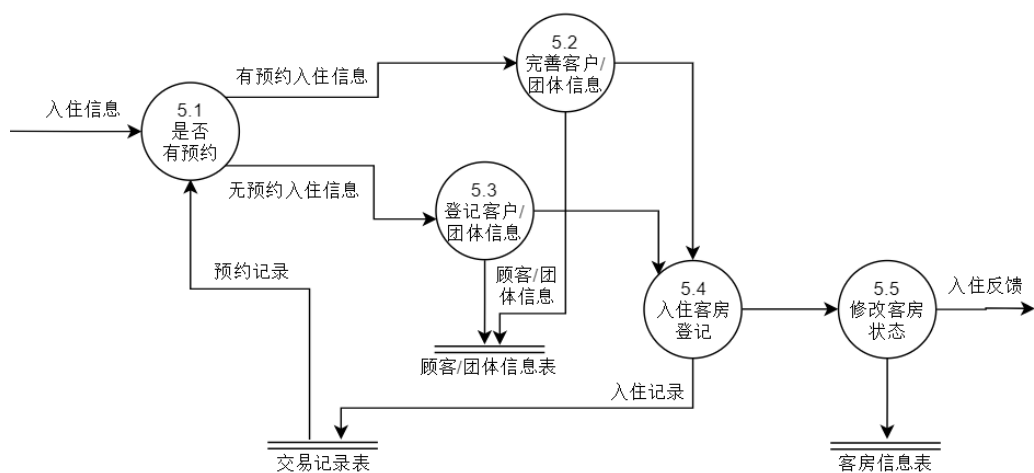 5.2
完善客户/
团体信息
有预约入住信息
入住信息
5.1
是否
有预约
无预约入住信息
5.3
登记客户/
团体信息
预约记录
顾客/团
体信息
5.4
入住客房
登记
5.5
修改客房
状态
入住反馈
顾客/团体信息表
入住记录
交易记录表
客房信息表